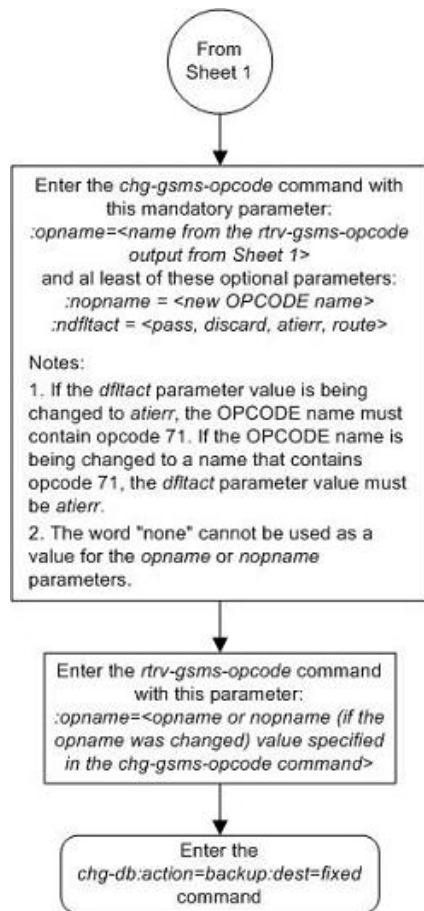 From
Sheet 1
Enter the chg-gsms-opcode command with
this mandatory parameter:
:opname=<name from the rtrv-gsms-opcode
output from Sheet 1>
and al least of these optional parameters:
:nopname = <new OPCODE name>
:ndfltact = <pass, discard, atierr, route>
Notes:
1. If the dfltact parameter value is being
changed to atierr, the OPCODE name must
contain opcode 71. If the OPCODE name is
being changed to a name that contains
opcode 71, the dfltact parameter value must
be atierr.
2. The word "none" cannot be used as a
value for the opname or nopname
parameters.
Enter the rtrv-gsms-opcode command
with this parameter:
:opname=<opname or nopname (if the
opname was changed) value specified
in the chg-gsms-opcode command>
Enter the
chg-db:action=backup:dest=fixed
command